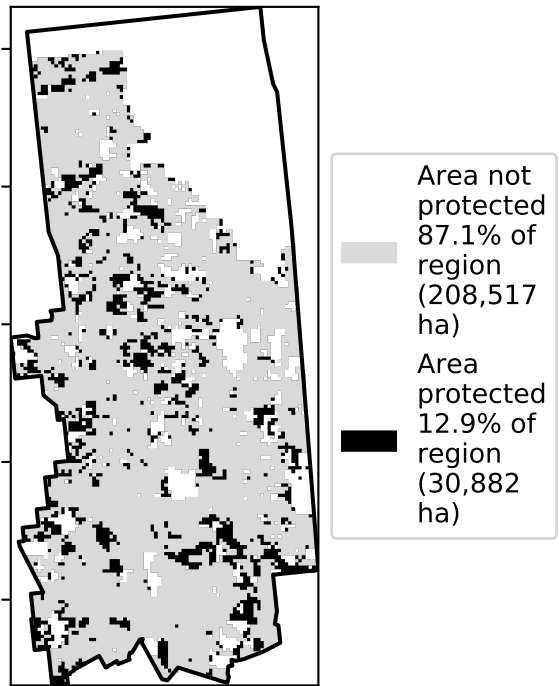 Area not
protected
87.1% of
region
(208,517
ha)
Area
protected
12.9% of
region
(30,882
ha)